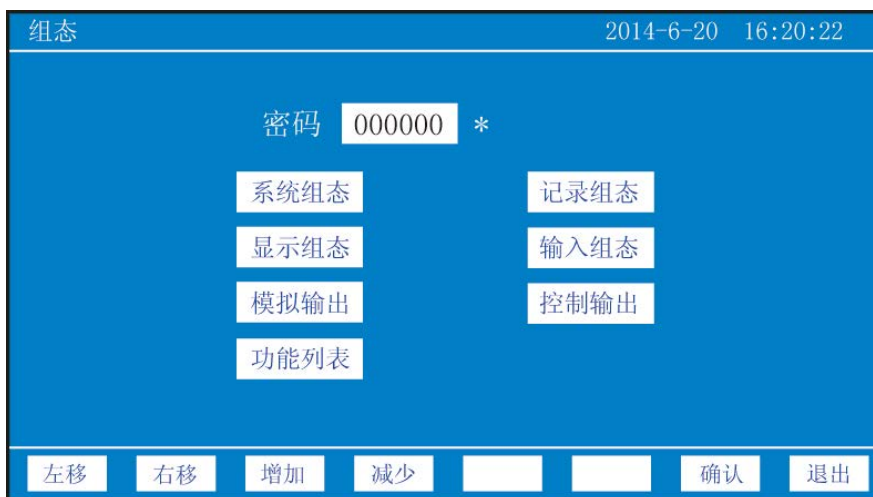 组态 2014-6-20 16:20:22
密码 000000 *
系统组态 记录组态
显示组态 输入组态
模拟输出 控制输出
功能列表
左移 右移 增加 减少 确认 退出